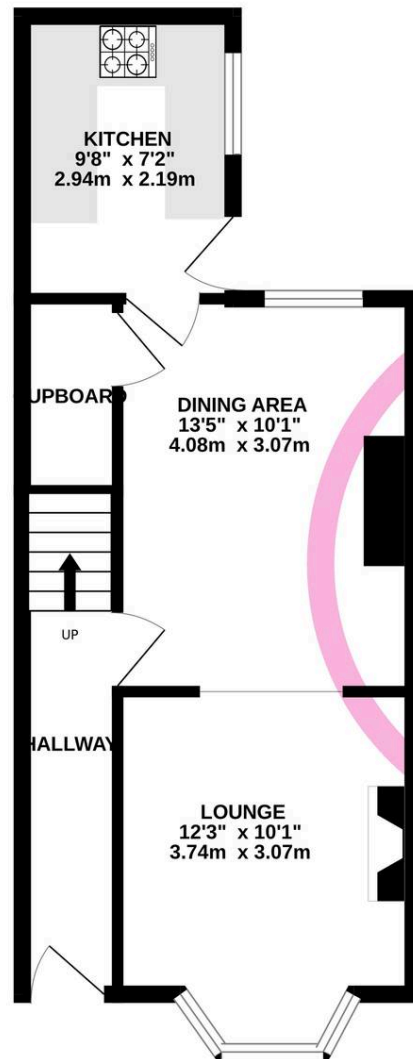 KITCHEN
9'8" x 7'2"
2.94m x 2.19m
CUPBOARD
DINING AREA
13'5" x 10'1"
4.08m x 3.07m
UP
HALLWAY
LOUNGE
12'3" x 10'1"
3.74m x 3.07m